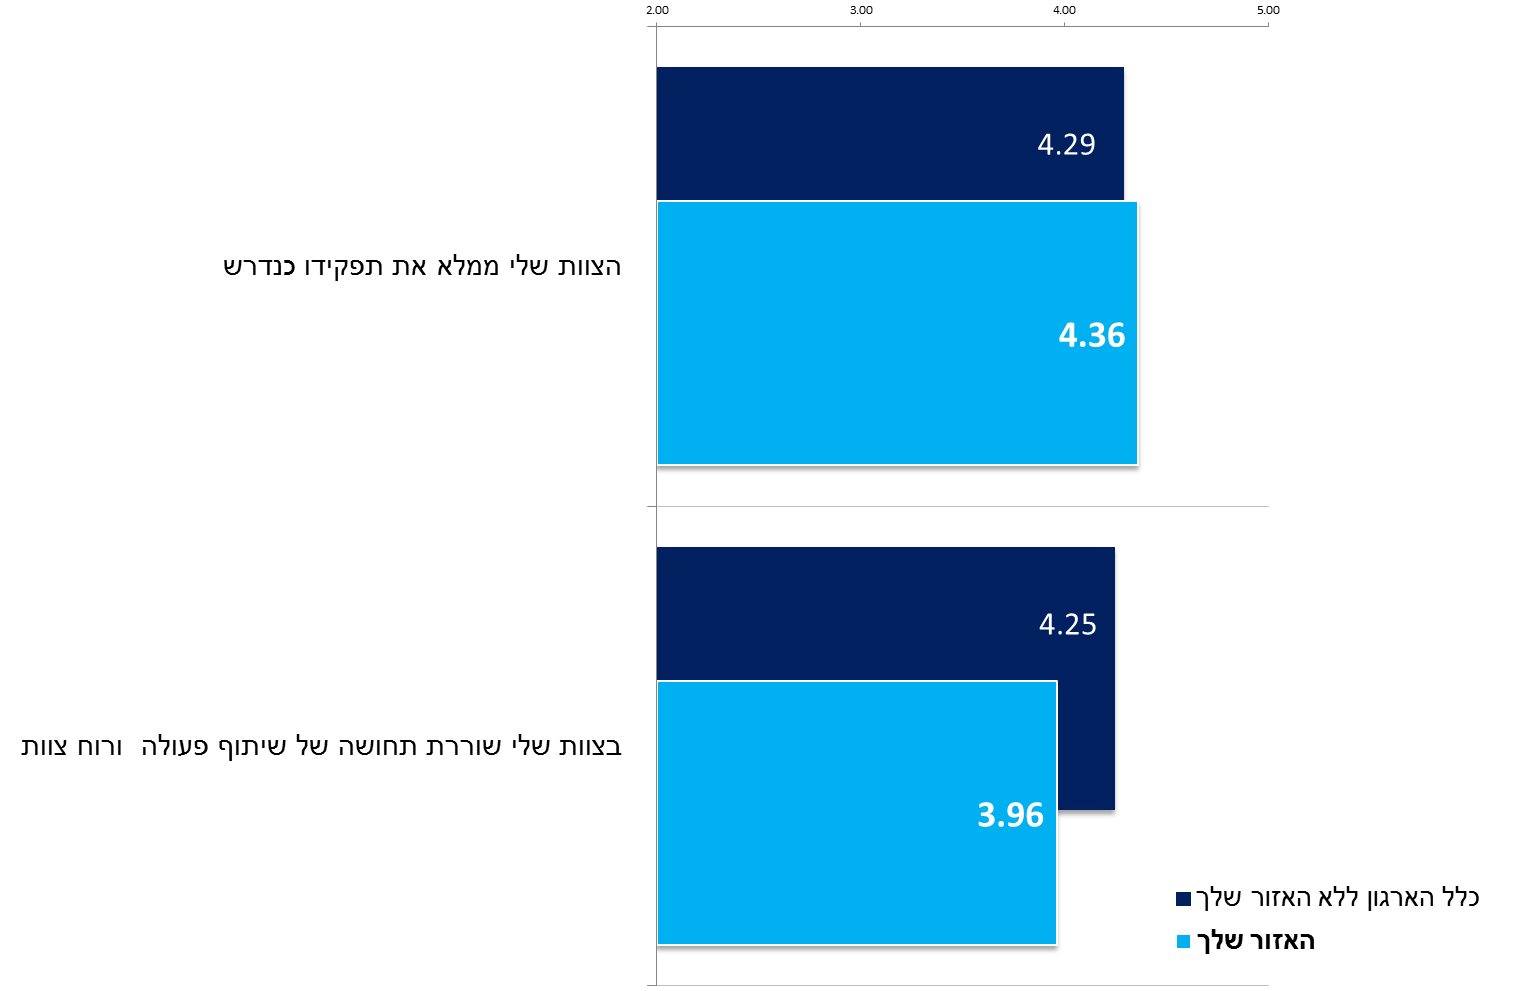 2.00 3.00 4.00 5.00
4.29
הצוות שלי ממלא את תפקידו כנדרש
4.36
4.25
בצוות שלי שוררת תחושה של שיתוף פעולה  ורוח צוות
3.96
כלל הארגון ללא האזור שלך
האזור שלך